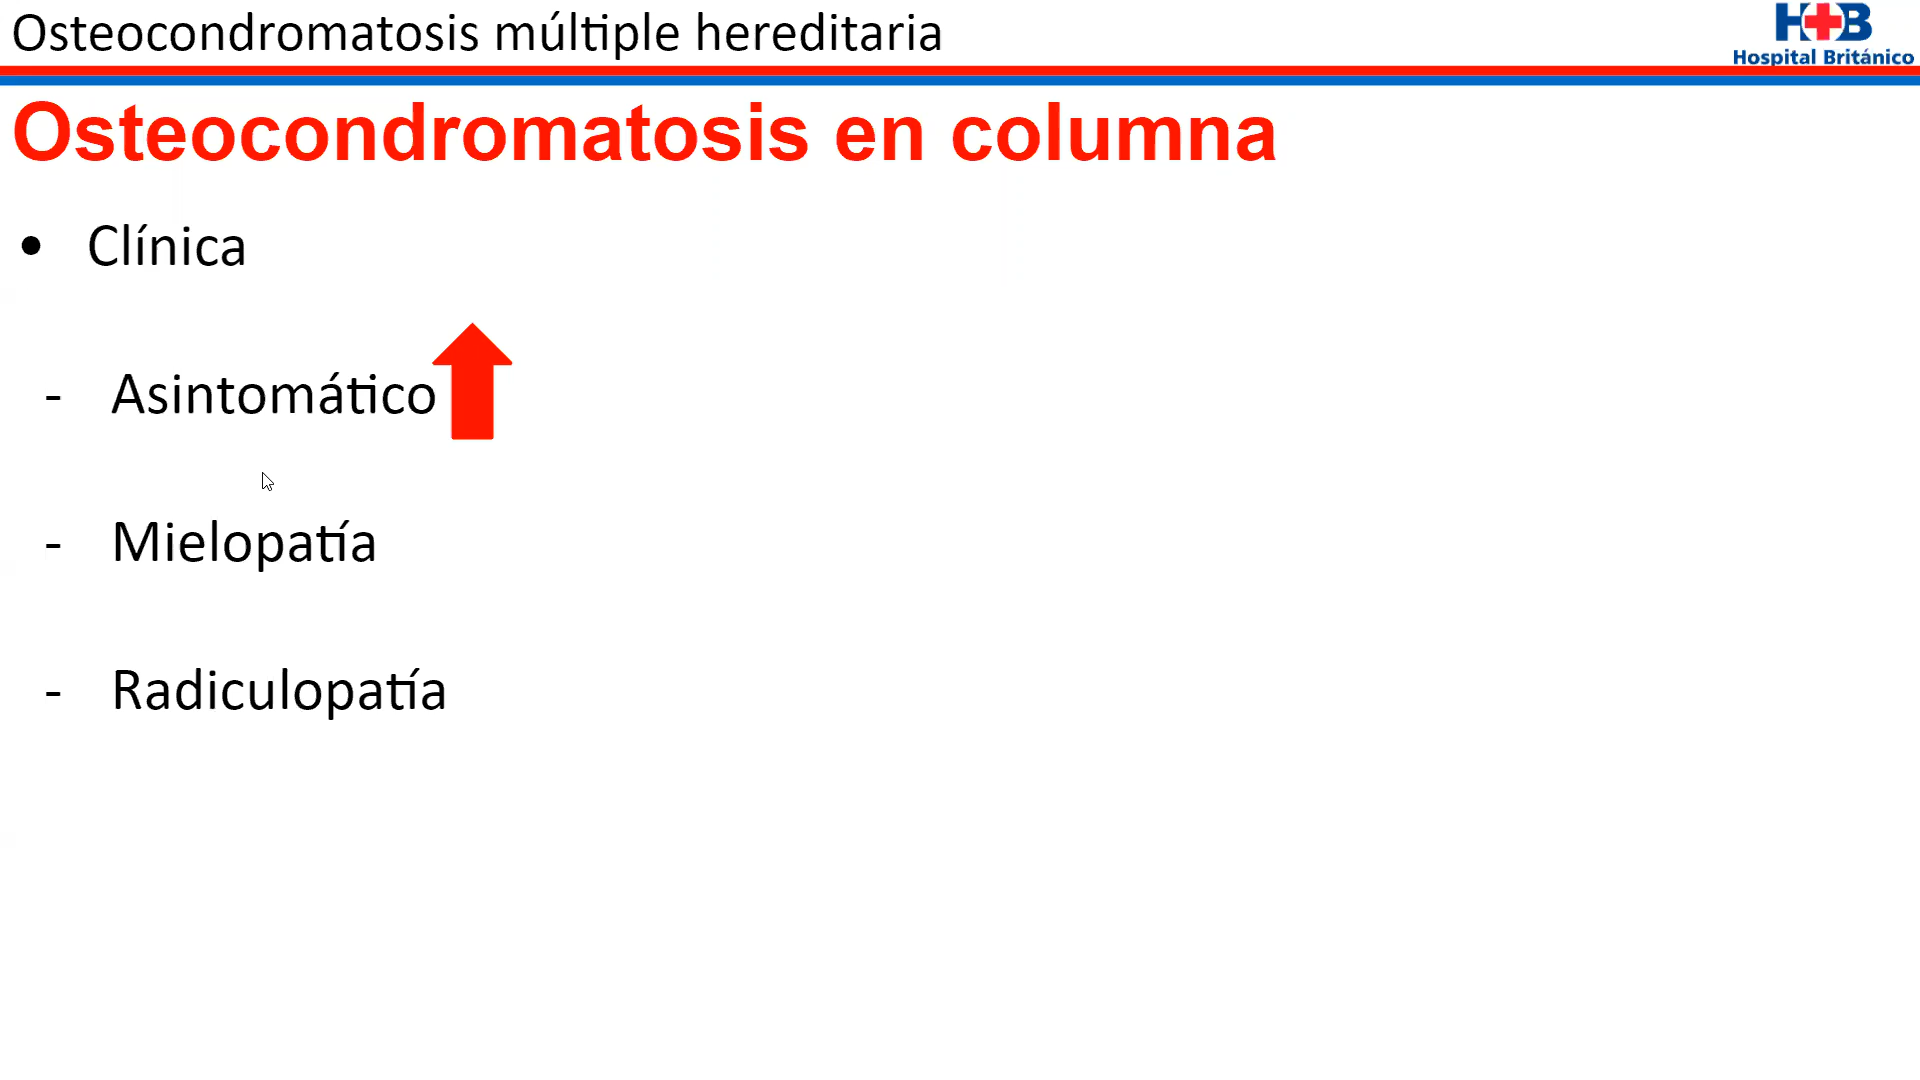 Osteocondromatosis múltiple hereditaria
H B
Hospital Británico
Osteocondromatosis en columna
• Clínica
- Asintomático
- Mielopatía
- Radiculopatía